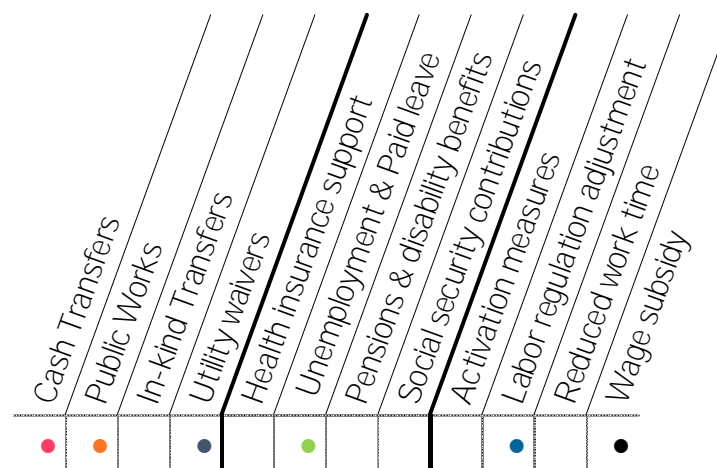 Cash Transfers
Public Works
In-kind Transfers
Utility waivers
Health insurance support
Unemployment & Paid leave
Pensions & disability benefits
Social security contributions
Activation measures
Labor regulation adjustment
Reduced work time
Wage subsidy